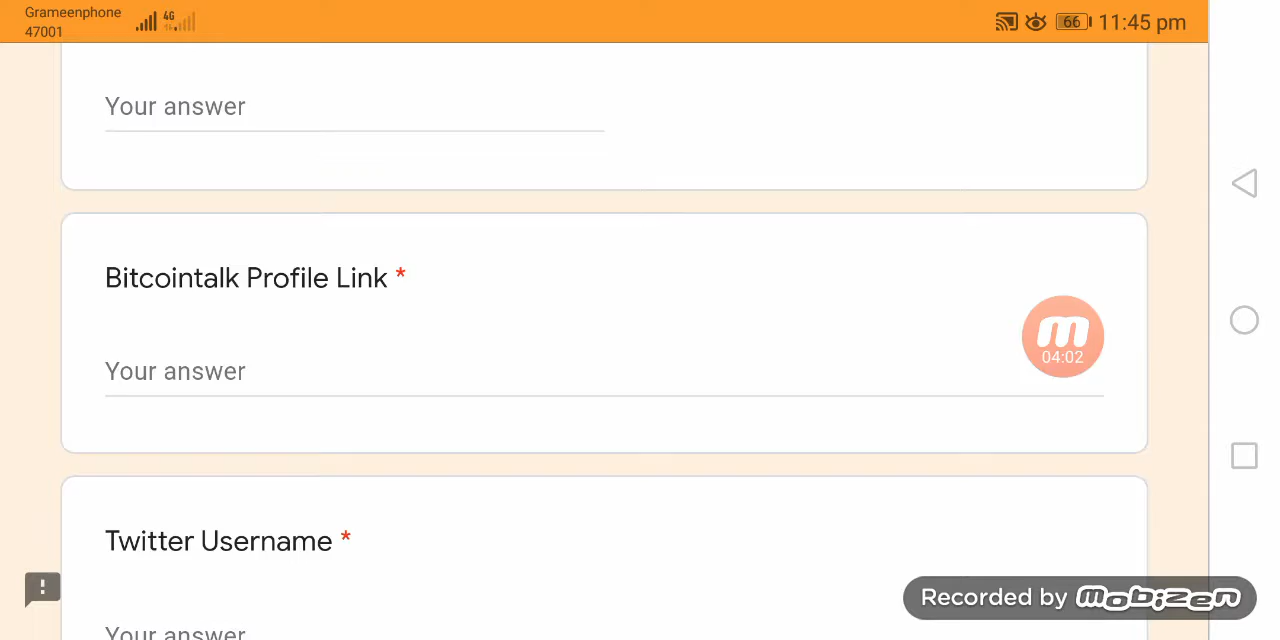 Grameenphone
47001
4G
66 11:45 pm
Your answer
Bitcointalk Profile Link *
m
04:02
Your answer
Twitter Username *
Your answer
Recorded by mobizen